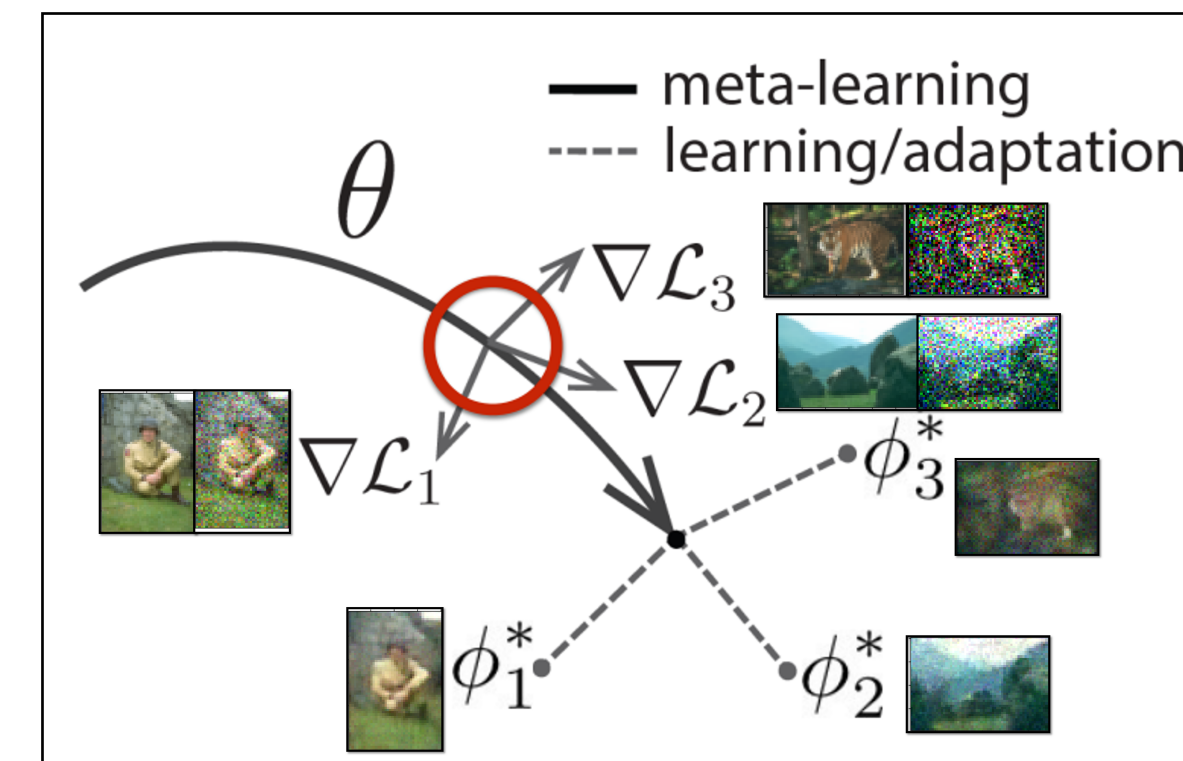 meta-learning
learning/adaptation
θ
∇ℒ₃
∇ℒ₂
∇ℒ₁
ϕ₃*
ϕ₁*
ϕ₂*